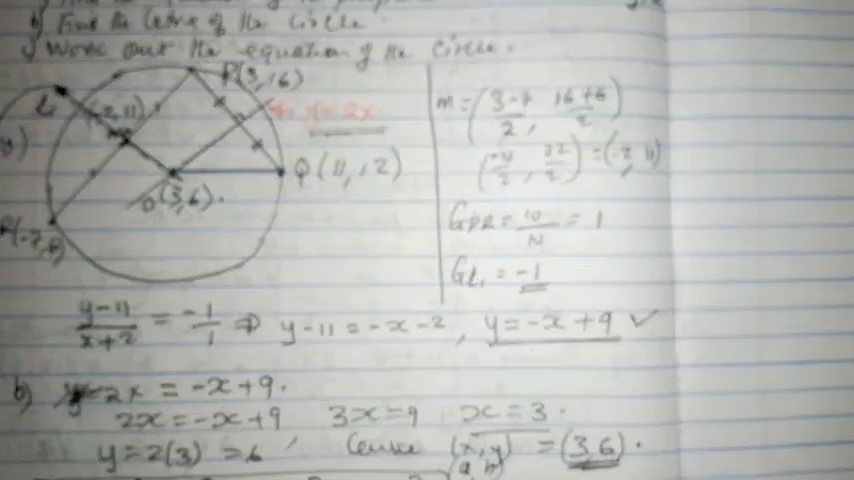 b) Find the centre of the circle
c) Work out the equation of the circle.
P(3,16)
L₁ (-2,11)
y = 2x
y)
Q(11,12)
O(3,6).
M = (3-7/2, 16+6/2)
(-4/2, 22/2) = (-2, 11)
GPR = 10/10 = 1
GL₁ = -1
y-11/x+2 = -1/1 ⇒ y-11 = -x-2, y = -x+9 ✓
b) 2x = -x+9.
2x = -x+9 3x=9 x=3.
y = 2(3) = 6, Centre (x,y) = (3,6).
(a,b)